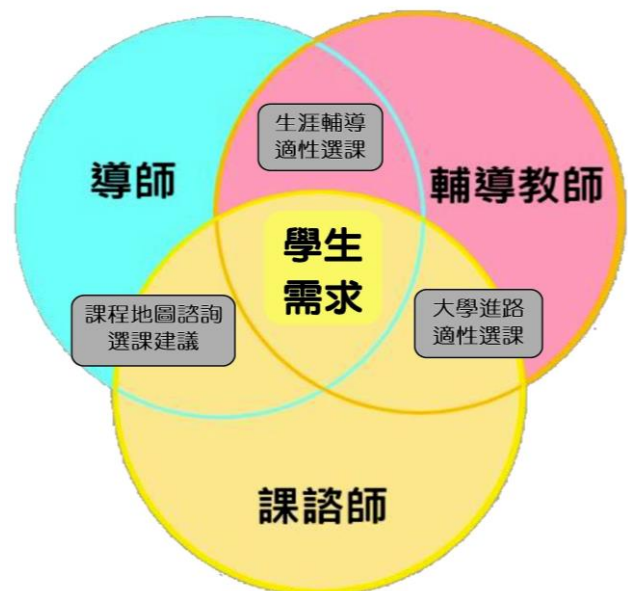 生涯輔導
適性選課
導師
輔導教師
學生
需求
課程地圖諮詢
選課建議
大學進路
適性選課
課諮師